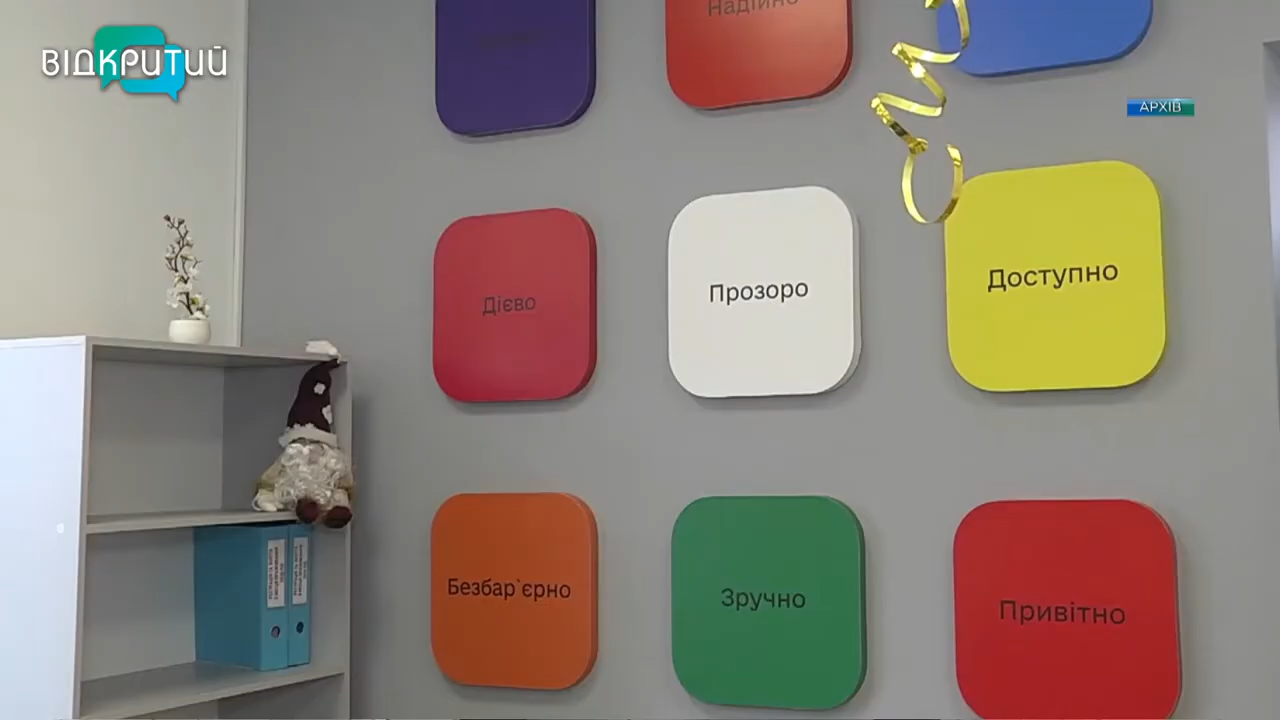 ВІДКРИТИЙ
Надійно
АРХІВ
Дієво
Прозоро
Доступно
Безбар`єрно
Зручно
Привітно